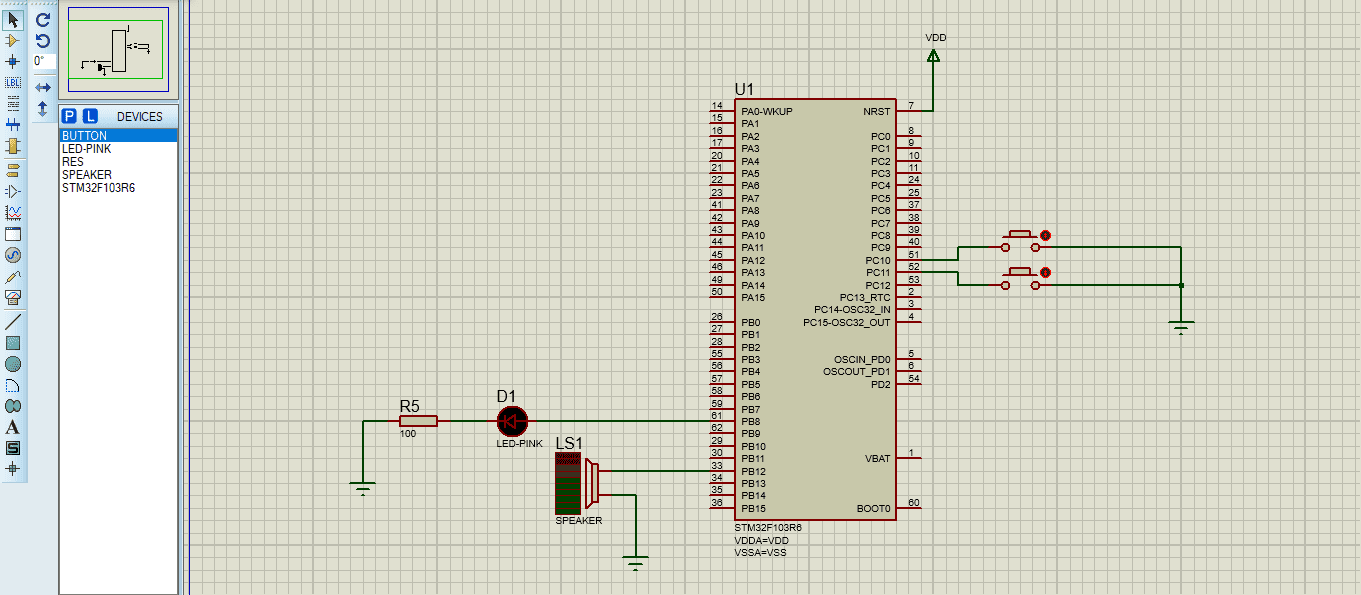 0°
LBL
P L DEVICES
BUTTON
LED-PINK
RES
SPEAKER
STM32F103R6
A
S
VDD
U1
14 PA0-WKUP NRST 7
15 PA1
16 PA2 PC0 8
17 PA3 PC1 9
20 PA4 PC2 10
21 PA5 PC3 11
22 PA6 PC4 24
23 PA7 PC5 25
41 PA8 PC6 37
42 PA9 PC7 38
43 PA10 PC8 39
44 PA11 PC9 40
45 PA12 PC10 51
46 PA13 PC11 52
49 PA14 PC12 53
50 PA15 PC13_RTC 2
PC14-OSC32_IN 3
26 PB0 PC15-OSC32_OUT 4
27 PB1
28 PB2
55 PB3 OSCIN_PD0 5
56 PB4 OSCOUT_PD1 6
57 PB5 PD2 54
58 PB6
59 PB7
61 PB8
62 PB9
29 PB10
30 PB11 VBAT 1
33 PB12
34 PB13
35 PB14
36 PB15 BOOT0 60
STM32F103R6
VDDA=VDD
VSSA=VSS
R5
100
D1
LED-PINK
LS1
SPEAKER